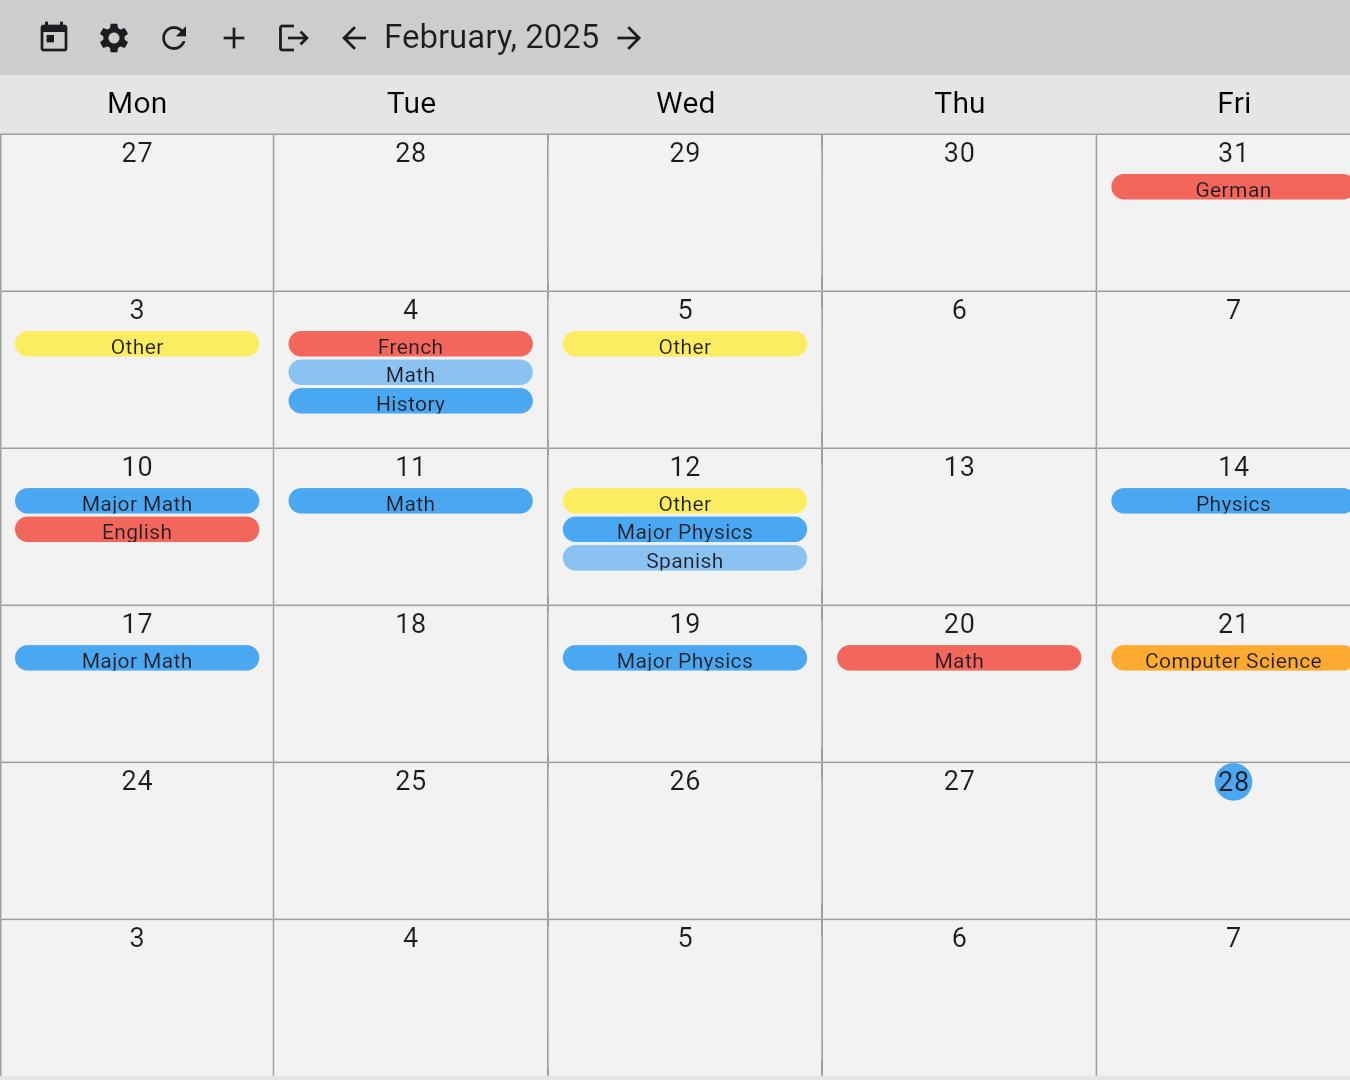 February, 2025
Mon Tue Wed Thu Fri
27 28 29 30 31
German
3 4 5 6 7
Other French Other
Math
History
10 11 12 13 14
Major Math Math Other Physics
English Major Physics
Spanish
17 18 19 20 21
Major Math Major Physics Math Computer Science
24 25 26 27 28
3 4 5 6 7